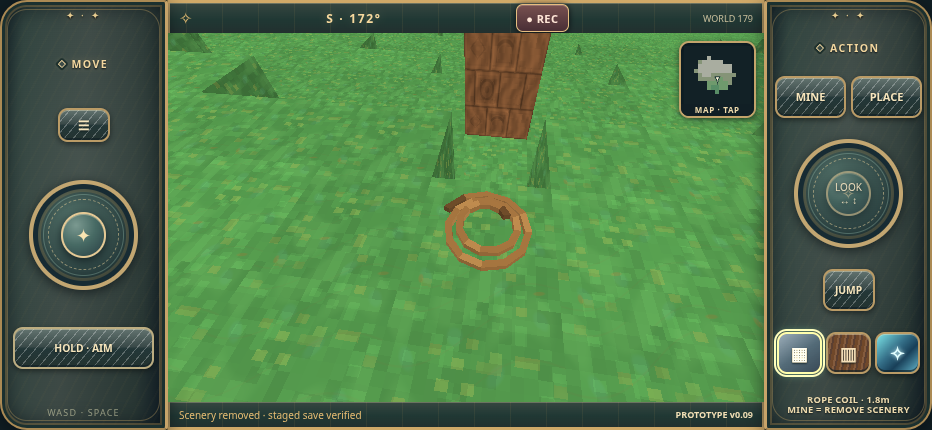 MOVE
☰
HOLD · AIM
WASD · SPACE
S · 172°
● REC
WORLD 179
MAP · TAP
Scenery removed · staged save verified
PROTOTYPE v0.09
ACTION
MINE
PLACE
LOOK
↔ ↕
JUMP
ROPE COIL · 1.8m
MINE = REMOVE SCENERY